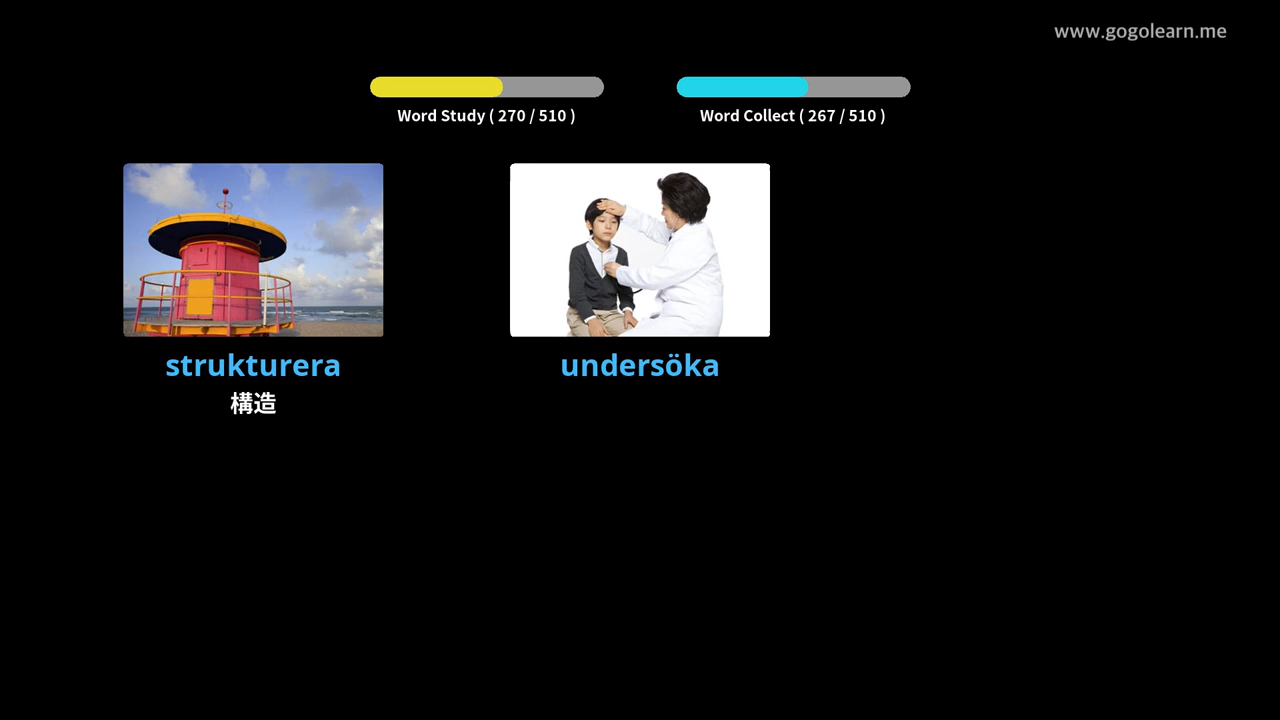 www.gogolearn.me
Word Study ( 270 / 510 )
Word Collect ( 267 / 510 )
strukturera
undersöka
構造